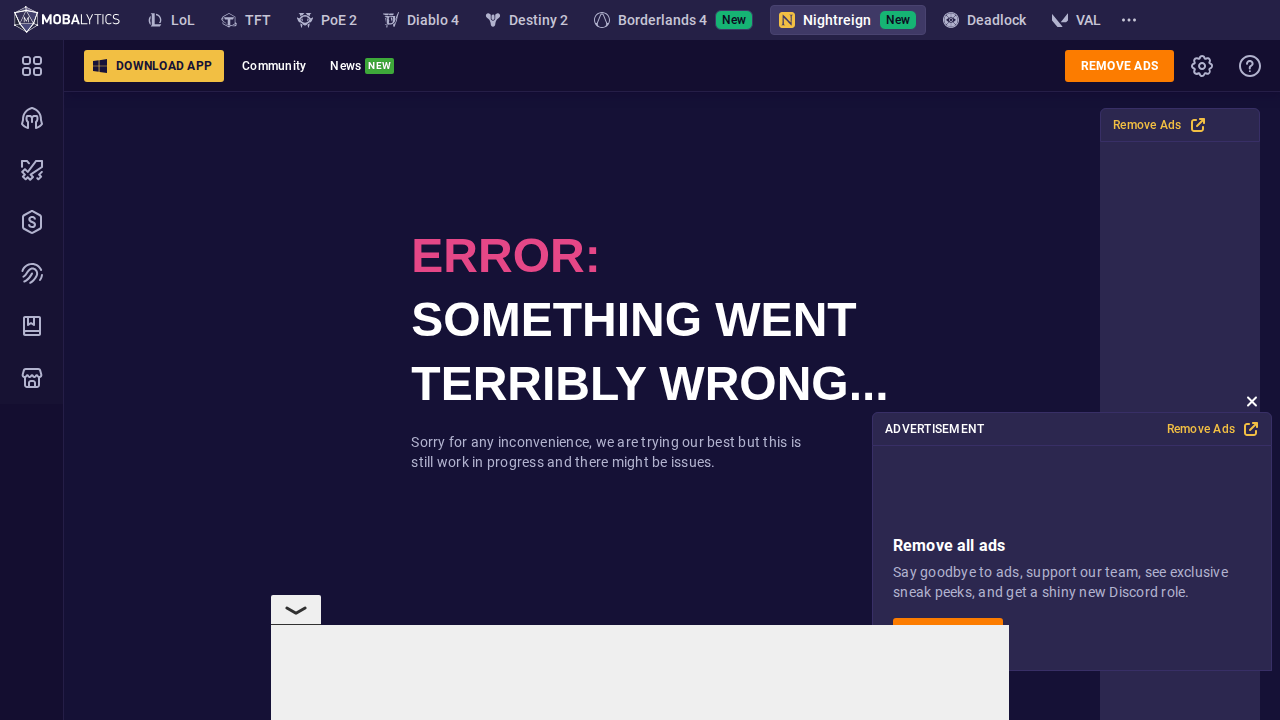 MOBALYTICS
LoL
TFT
PoE 2
Diablo 4
Destiny 2
Borderlands 4 New
Nightreign New
Deadlock
VAL
DOWNLOAD APP
Community
News NEW
REMOVE ADS
Remove Ads
ERROR:
SOMETHING WENT
TERRIBLY WRONG...
Sorry for any inconvenience, we are trying our best but this is
still work in progress and there might be issues.
ADVERTISEMENT
Remove Ads
Remove all ads
Say goodbye to ads, support our team, see exclusive
sneak peeks, and get a shiny new Discord role.